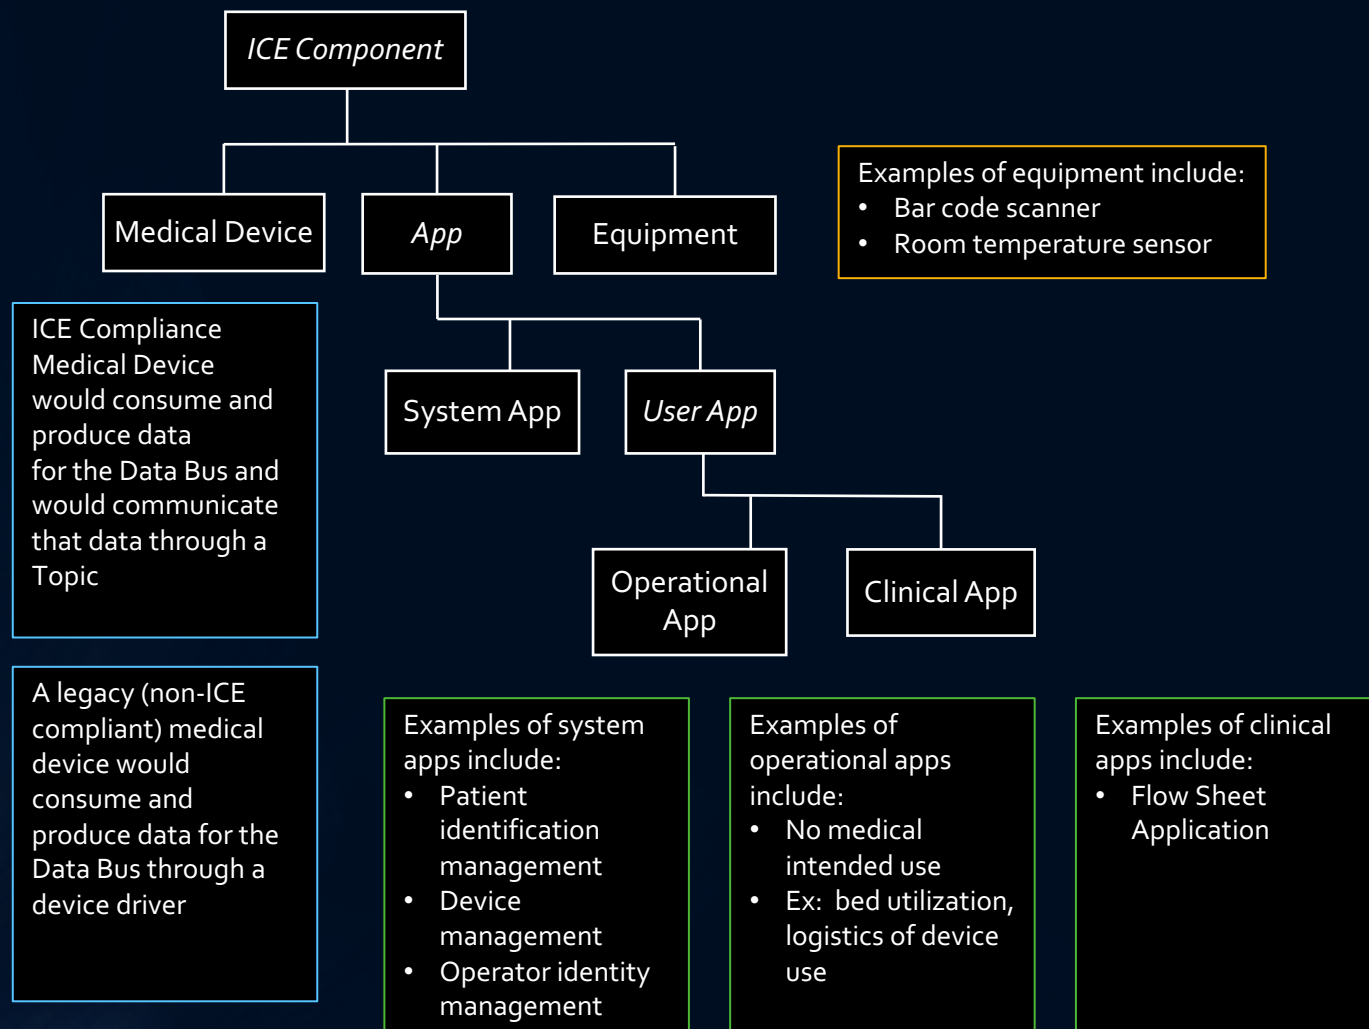 ICE Component
Medical Device
App
Equipment
Examples of equipment include:
• Bar code scanner
• Room temperature sensor
ICE Compliance
Medical Device
would consume and
produce data
for the Data Bus and
would communicate
that data through a
Topic
System App
User App
Operational
App
Clinical App
A legacy (non-ICE
compliant) medical
device would
consume and
produce data for the
Data Bus through a
device driver
Examples of system
apps include:
• Patient
identification
management
• Device
management
• Operator identity
management
Examples of
operational apps
include:
• No medical
intended use
• Ex: bed utilization,
logistics of device
use
Examples of clinical
apps include:
• Flow Sheet
Application